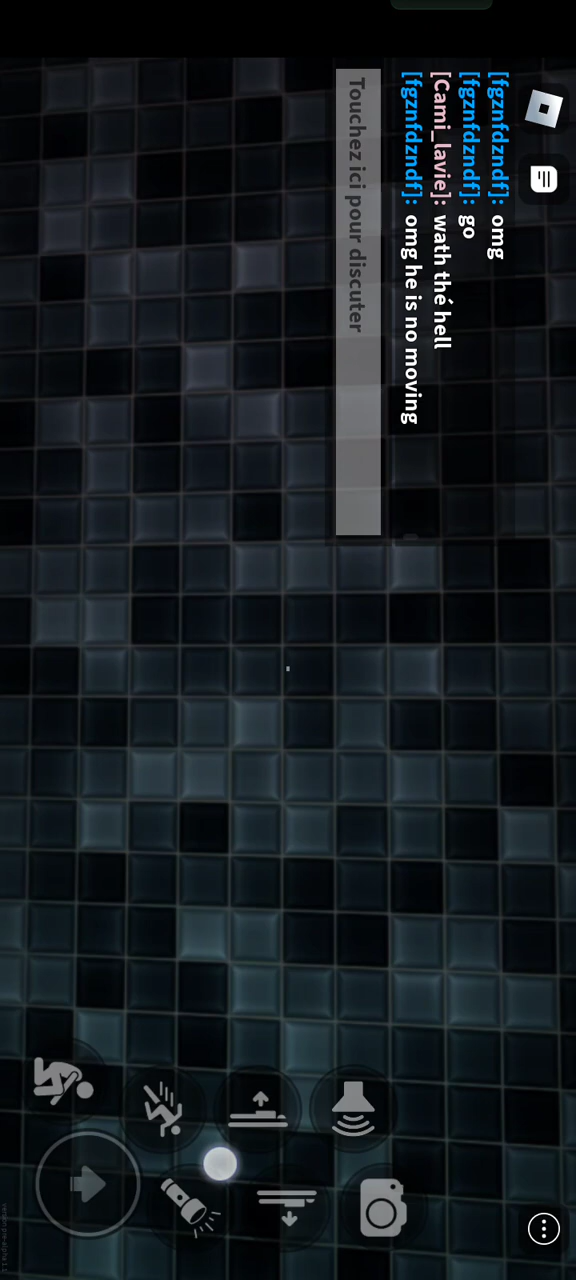 [fgznfdzndf]: omg
[fgznfdzndf]: go
[Cami_lavie]: wath thé hell
[fgznfdzndf]: omg he is no moving
Touchez ici pour discuter